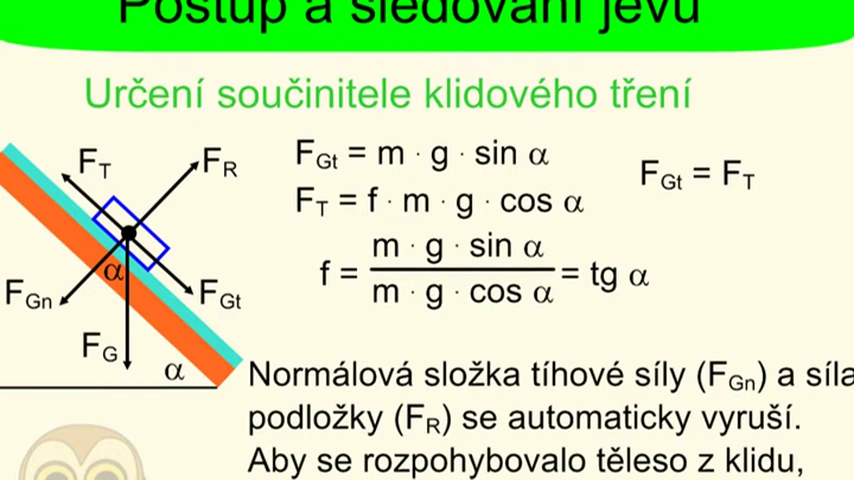 Postup a sledování jevu
Určení součinitele klidového tření
F_T
F_R
F_Gn
F_Gt
F_G
α
α
F_Gt = m · g · sin α
F_T = f · m · g · cos α
F_Gt = F_T
f = m · g · sin α / m · g · cos α = tg α
Normálová složka tíhové síly (F_Gn) a síla
podložky (F_R) se automaticky vyruší.
Aby se rozpohybovalo těleso z klidu,